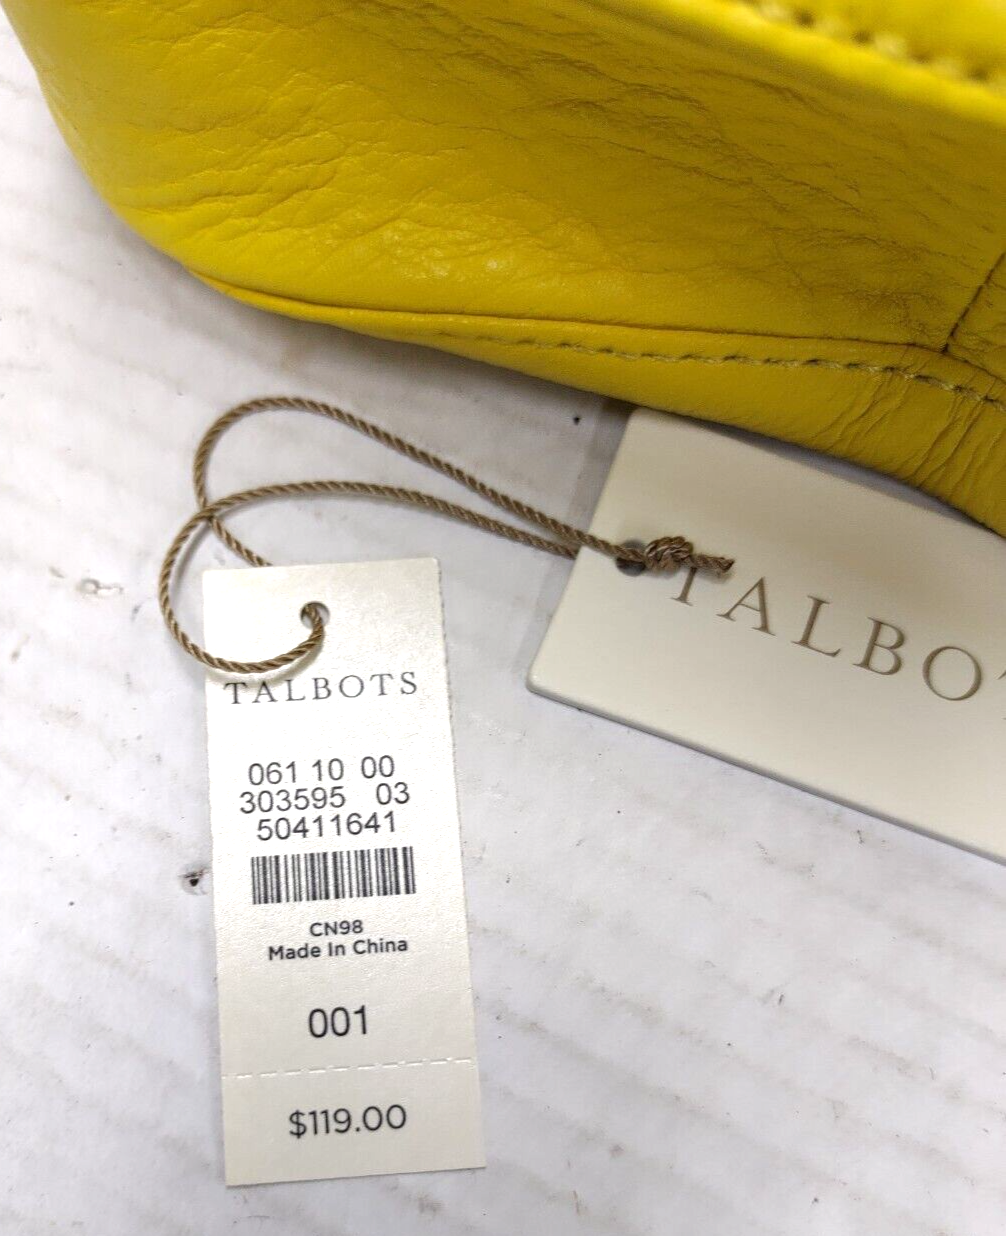 TALBOTS
061 10 00
303595 03
50411641
CN98
Made In China
001
$119.00
TALBOT